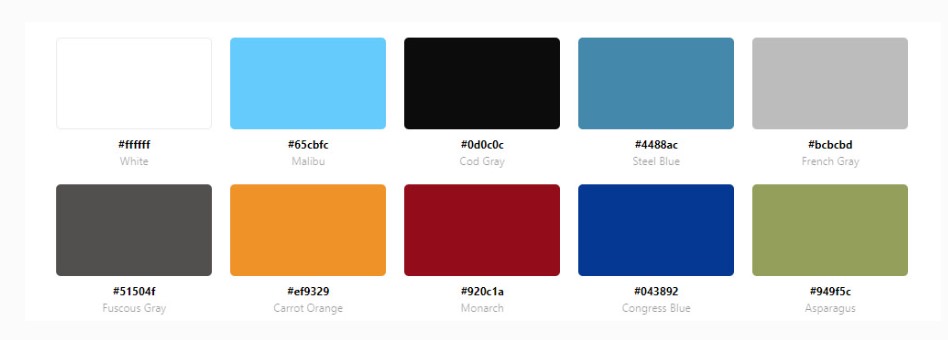 #ffffff
White
#65cbfc
Malibu
#0d0c0c
Cod Gray
#4488ac
Steel Blue
#bcbcbd
French Gray
#51504f
Fuscous Gray
#ef9329
Carrot Orange
#920c1a
Monarch
#043892
Congress Blue
#949f5c
Asparagus